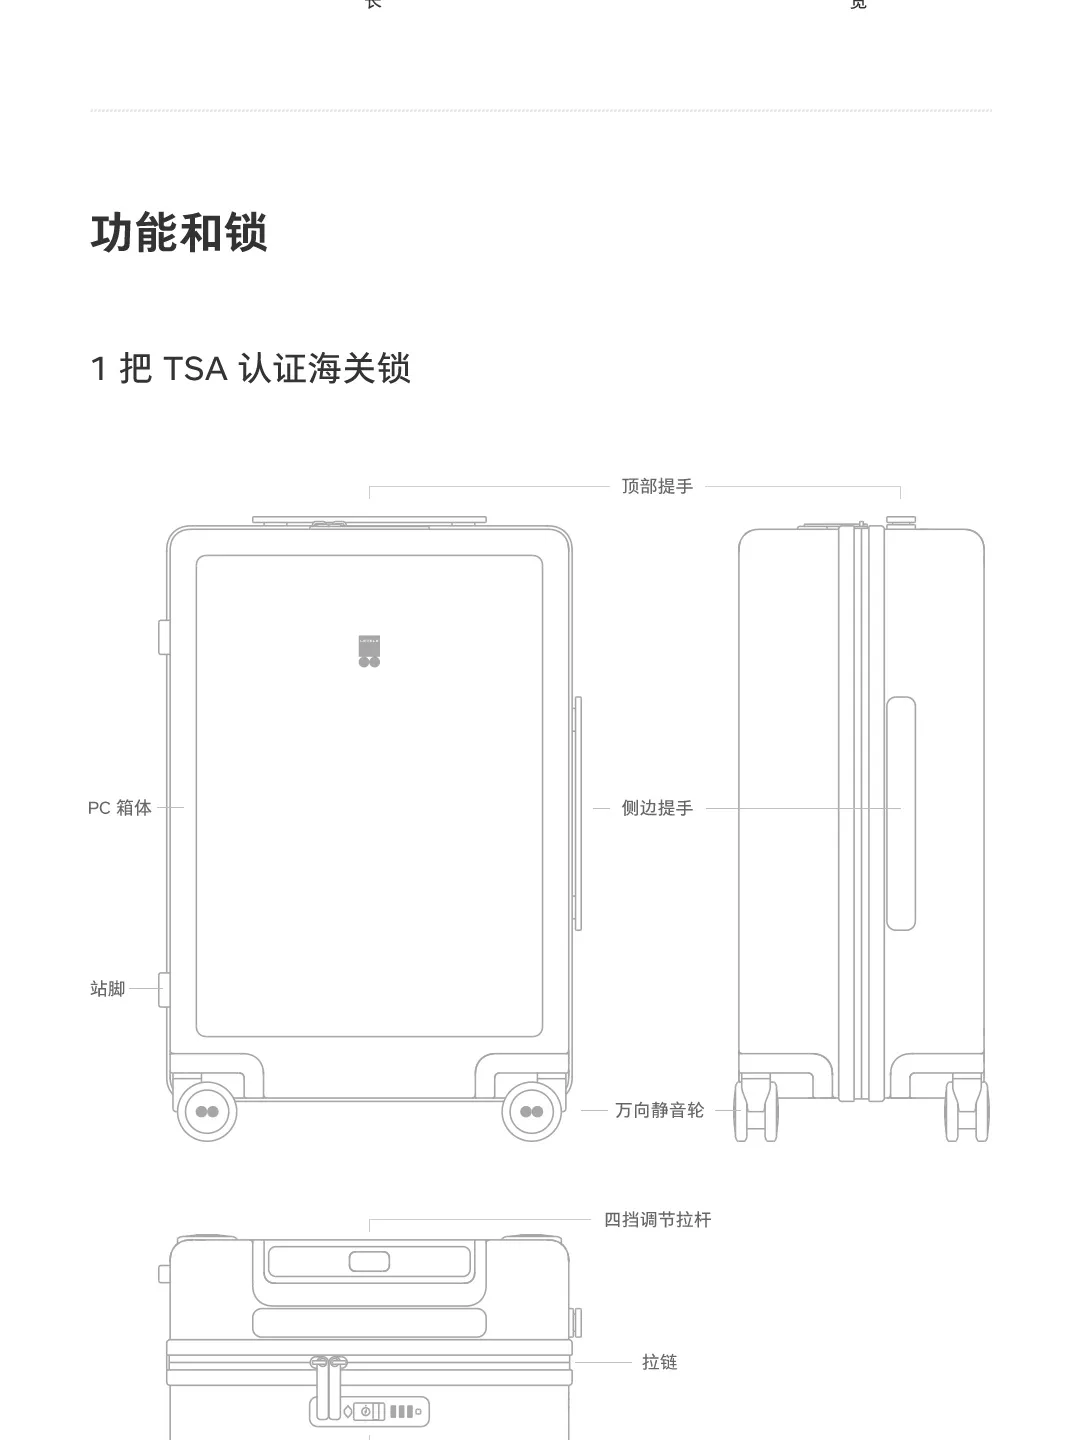 长
宽
功能和锁
1 把 TSA 认证海关锁
顶部提手
PC 箱体
侧边提手
站脚
万向静音轮
四挡调节拉杆
拉链